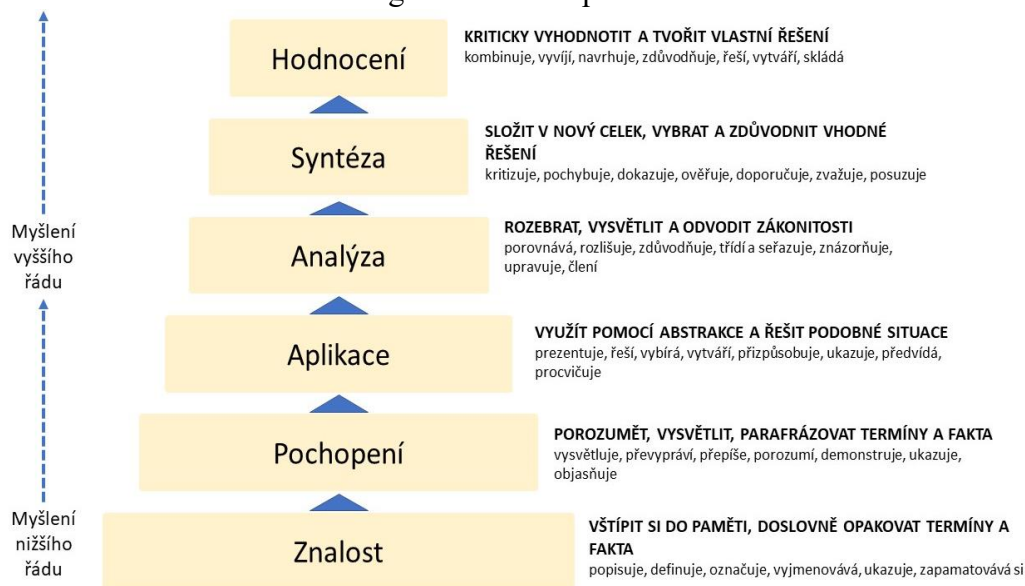 Hodnocení
KRITICKY VYHODNOTIT A TVOŘIT VLASTNÍ ŘEŠENÍ
kombinuje, vyvíjí, navrhuje, zdůvodňuje, řeší, vytváří, skládá
Syntéza
SLOŽIT V NOVÝ CELEK, VYBRAT A ZDŮVODNIT VHODNÉ
ŘEŠENÍ
kritizuje, pochybuje, dokazuje, ověřuje, doporučuje, zvažuje, posuzuje
Myšlení
vyššího
řádu
Analýza
ROZEBRAT, VYSVĚTLIT A ODVODIT ZÁKONITOSTI
porovnává, rozlišuje, zdůvodňuje, třídí a seřazuje, znázorňuje,
upravuje, člení
Aplikace
VYUŽÍT POMOCÍ ABSTRAKCE A ŘEŠIT PODOBNÉ SITUACE
prezentuje, řeší, vybírá, vytváří, přizpůsobuje, ukazuje, předvídá,
procvičuje
Pochopení
POROZUMĚT, VYSVĚTLIT, PARAFRÁZOVAT TERMÍNY A FAKTA
vysvětluje, převypráví, přepíše, porozumí, demonstruje, ukazuje,
objasňuje
Myšlení
nižšího
řádu
Znalost
VŠTÍPIT SI DO PAMĚTI, DOSLOVNĚ OPAKOVAT TERMÍNY A
FAKTA
popisuje, definuje, označuje, vyjmenovává, ukazuje, zapamatovává si